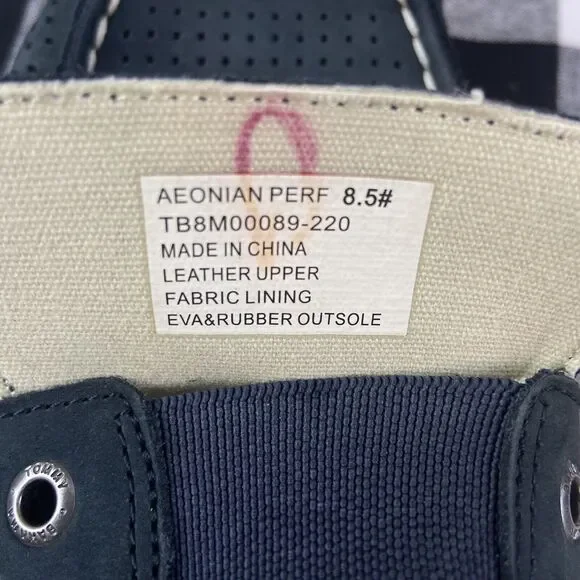 AEONIAN PERF 8.5#
TB8M00089-220
MADE IN CHINA
LEATHER UPPER
FABRIC LINING
EVA&RUBBER OUTSOLE
TOMMY